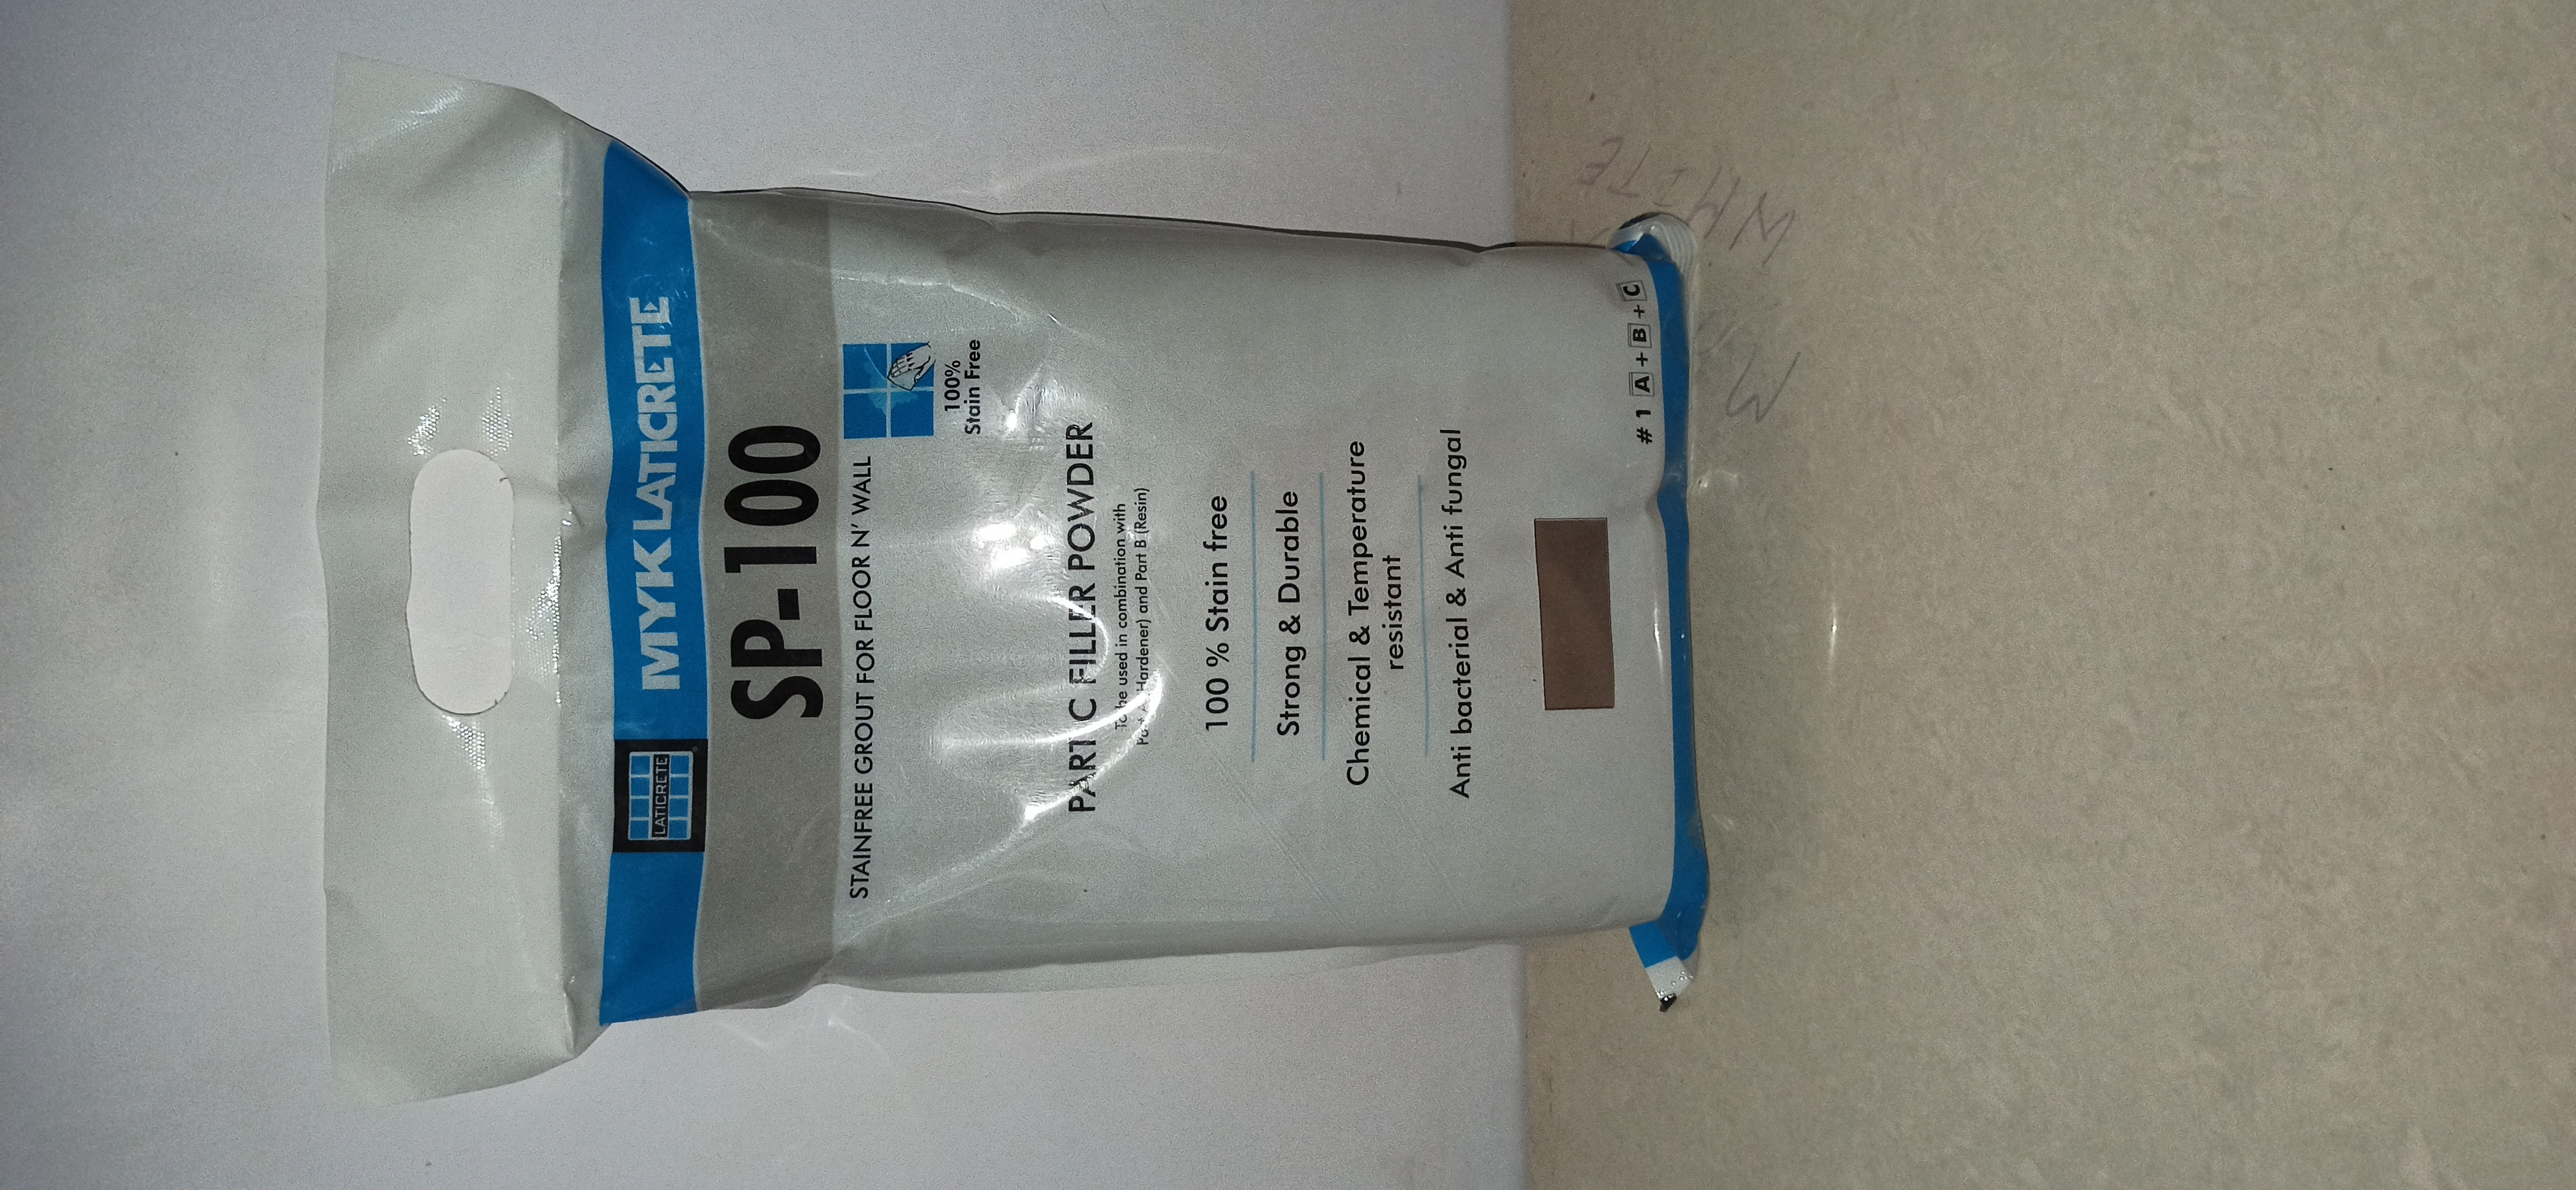 LATICRETE
MYK LATICRETE
SP-100
STAINFREE GROUT FOR FLOOR N' WALL
100%
Stain Free
PART C FILLER POWDER
To be used in combination with
Part A (Hardener) and Part B (Resin)
100 % Stain free
Strong & Durable
Chemical & Temperature
resistant
Anti bacterial & Anti fungal
# 1 A + B + C
WHITE